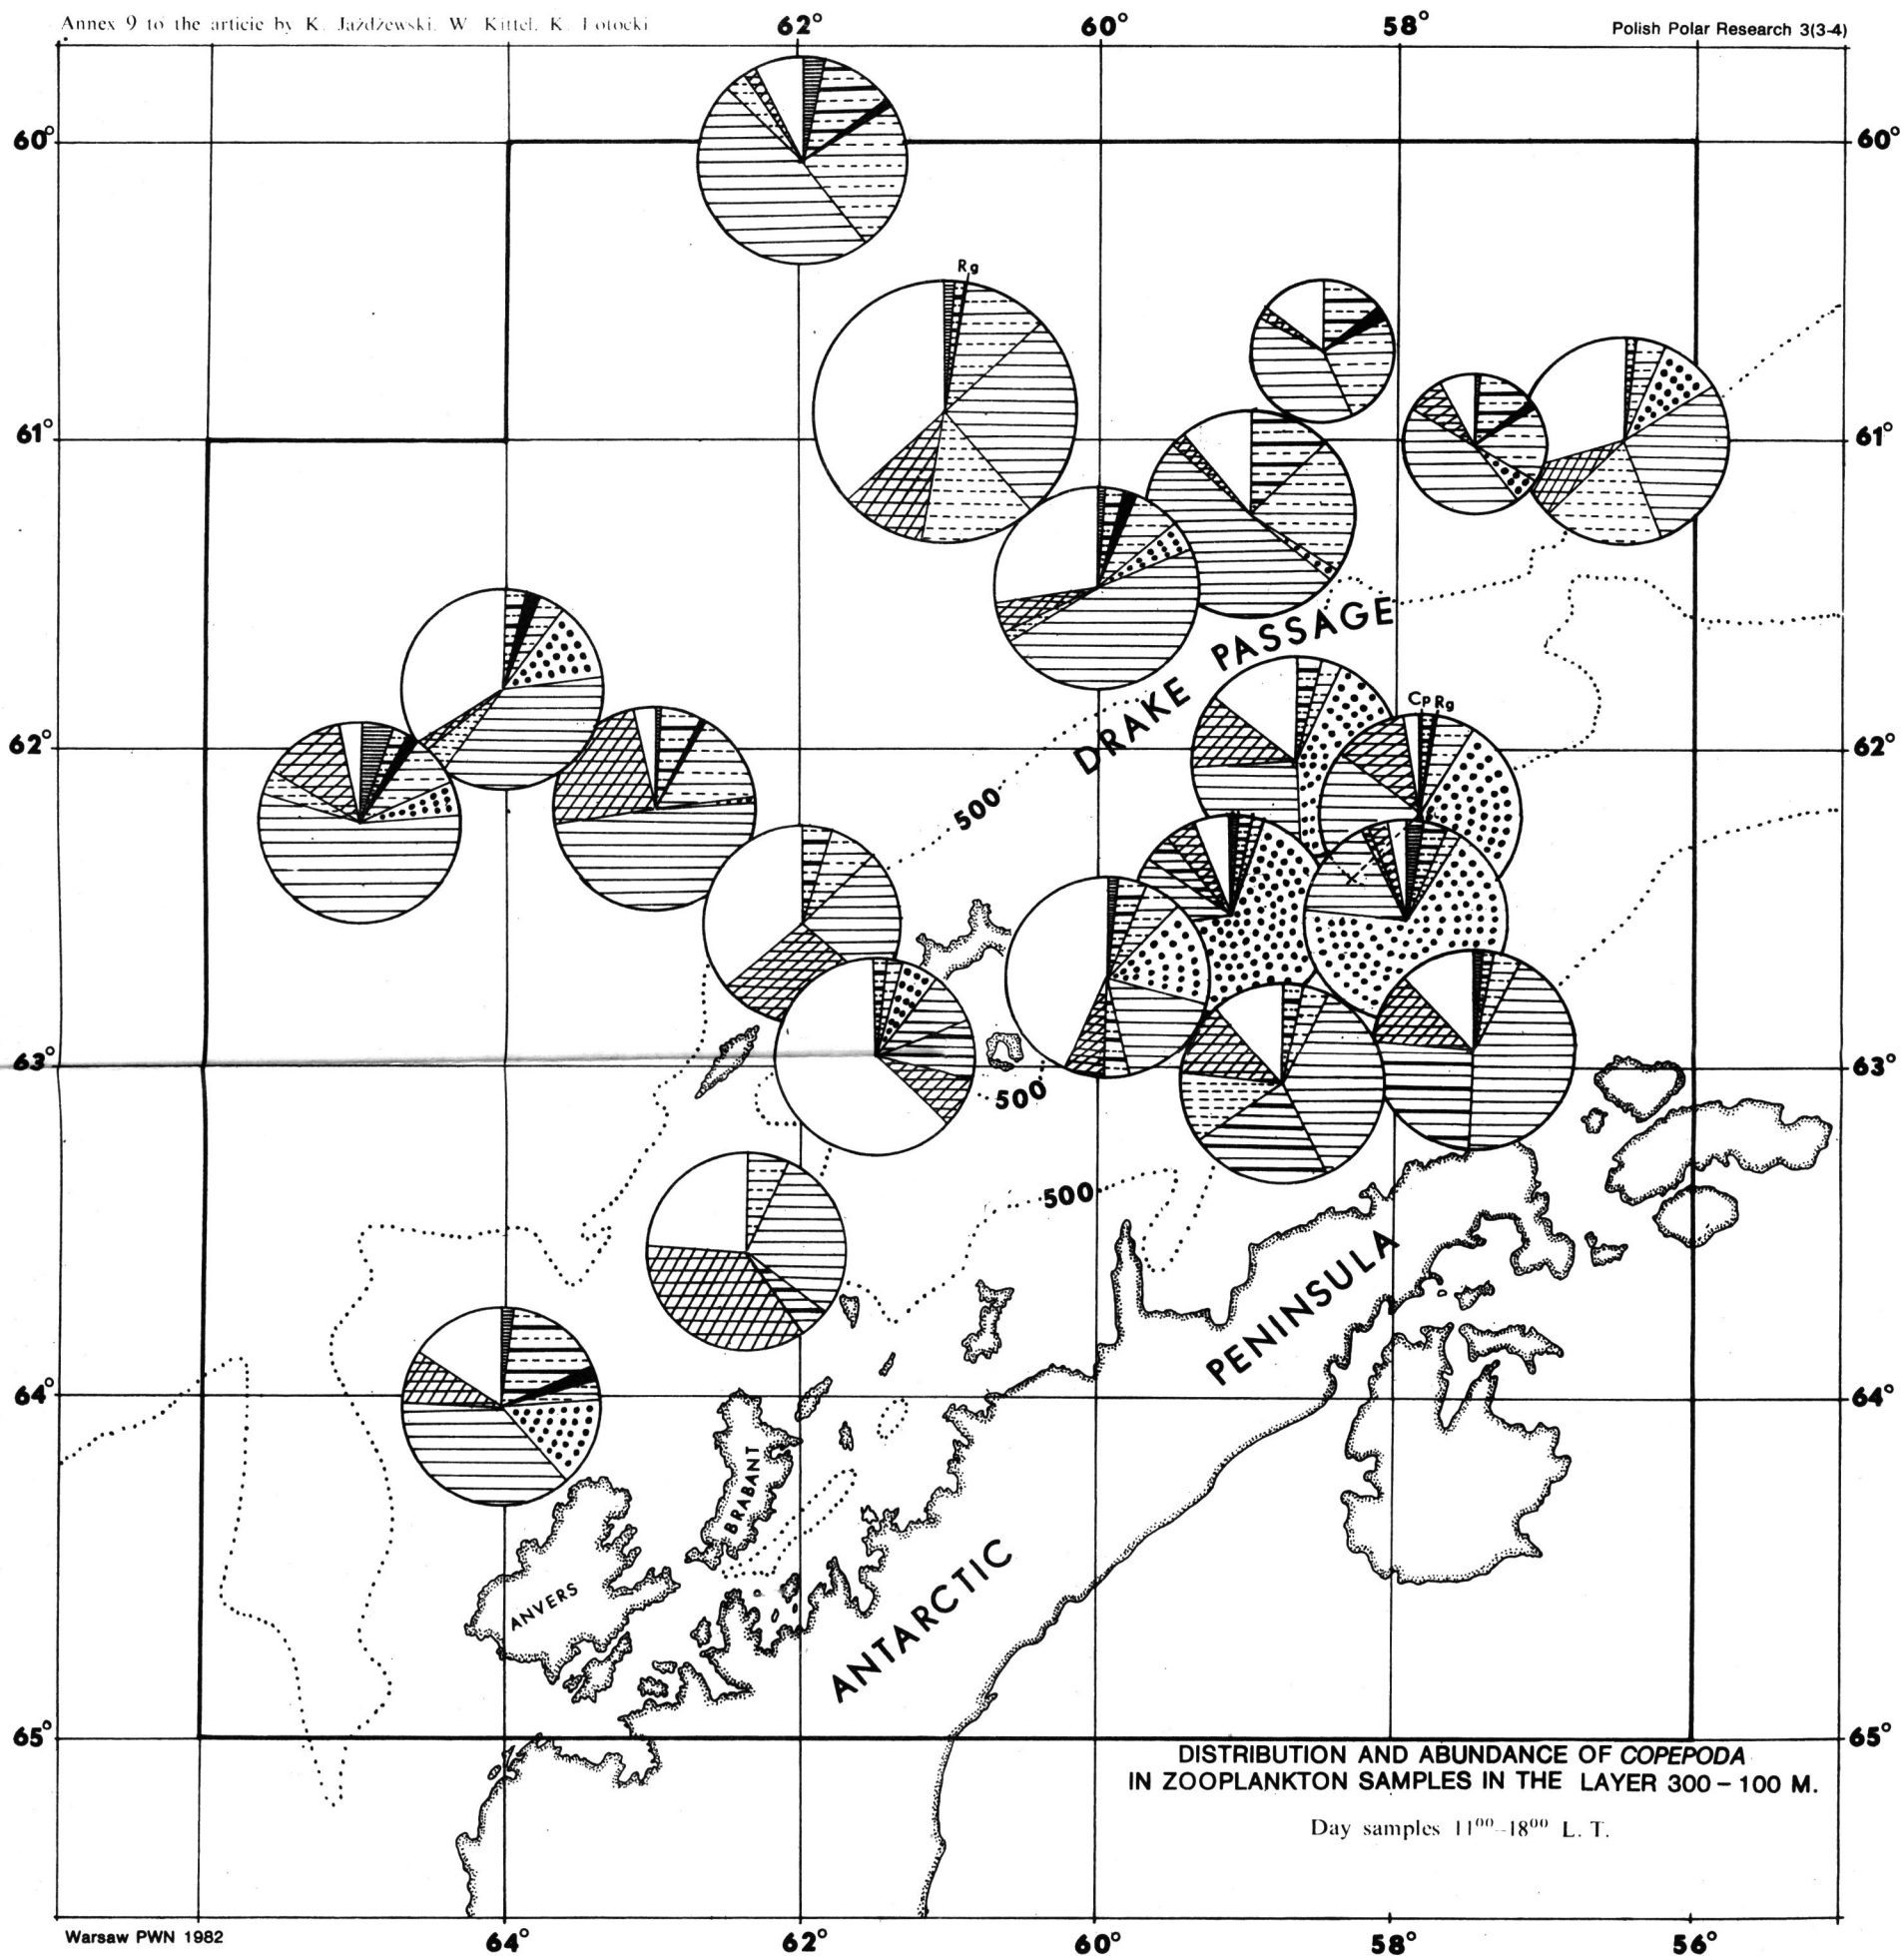 Annex 9 to the articie by K. Jażdżewski, W. Kittel, K. Łotocki
62° 60° 58°
Polish Polar Research 3(3-4)
60° 60°
Rg
61° 61°
DRAKE PASSAGE
Cp Rg
62° 62°
500
63° 63°
500
500
PENINSULA
64° 64°
BRABANT
ANVERS
ANTARCTIC
65° 65°
DISTRIBUTION AND ABUNDANCE OF COPEPODA
IN ZOOPLANKTON SAMPLES IN THE LAYER 300 – 100 M.
Day samples 11⁰⁰–18⁰⁰ L. T.
Warsaw PWN 1982
64° 62° 60° 58° 56°